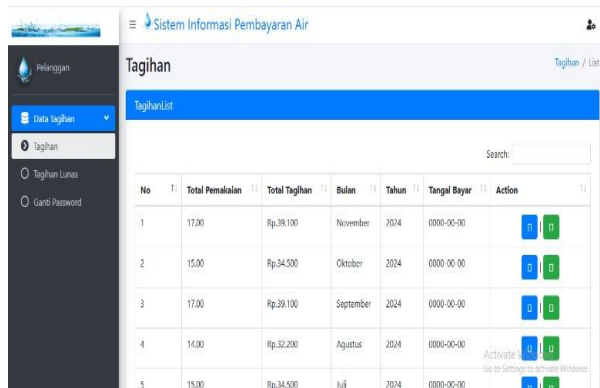 Sistem Informasi Pembayaran Air
Pelanggan
Data tagihan
Tagihan
Tagihan Lunas
Ganti Password
Tagihan
Tagihan / List
TagihanList
Search:
No Total Pemakaian Total Tagihan Bulan Tahun Tangal Bayar Action
1 17.00 Rp.39.100 November 2024 0000-00-00 |
2 15.00 Rp.34.500 Oktober 2024 0000-00-00 |
3 17.00 Rp.39.100 September 2024 0000-00-00 |
4 14.00 Rp.32.200 Agustus 2024 0000-00-00
5 15.00 Rp.34.500 Juli 2024 0000-00-00
Activate
Go to Settings to activate Windows.